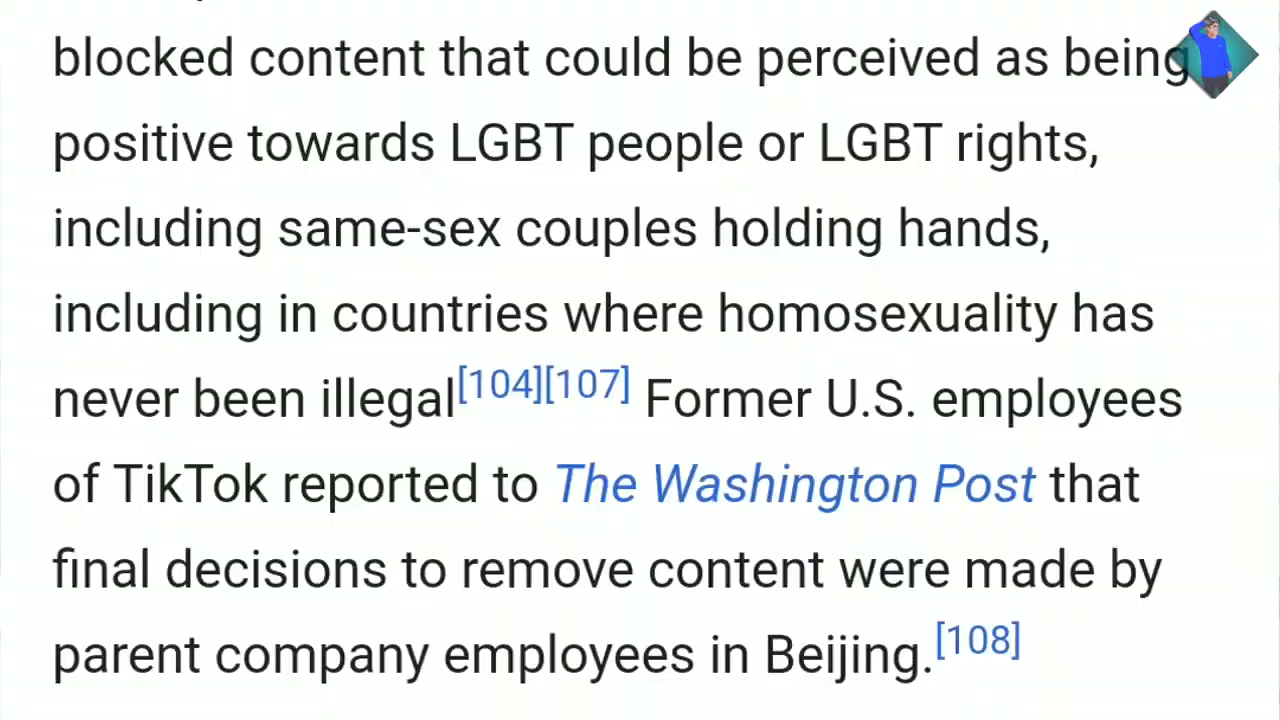 blocked content that could be perceived as being
positive towards LGBT people or LGBT rights,
including same-sex couples holding hands,
including in countries where homosexuality has
never been illegal[104][107] Former U.S. employees
of TikTok reported to The Washington Post that
final decisions to remove content were made by
parent company employees in Beijing.[108]